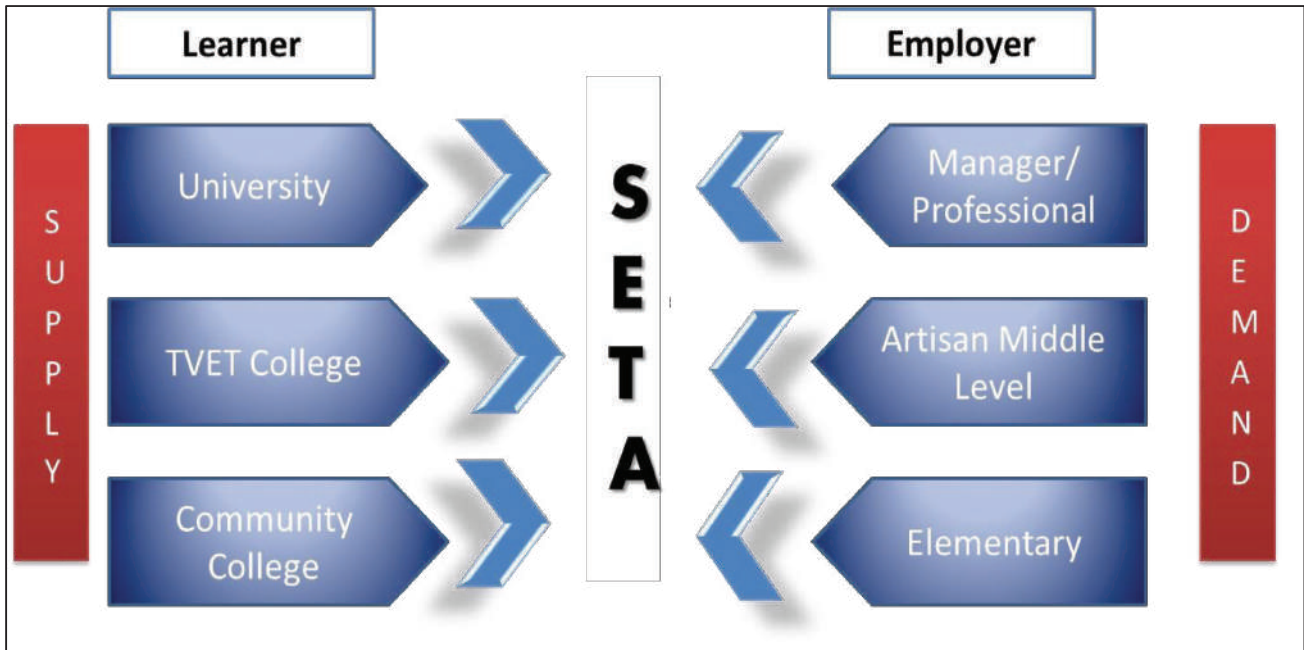 Learner
Employer
SUPPLY
University
TVET College
Community
College
SETA
Manager/
Professional
Artisan Middle
Level
Elementary
DEMAND